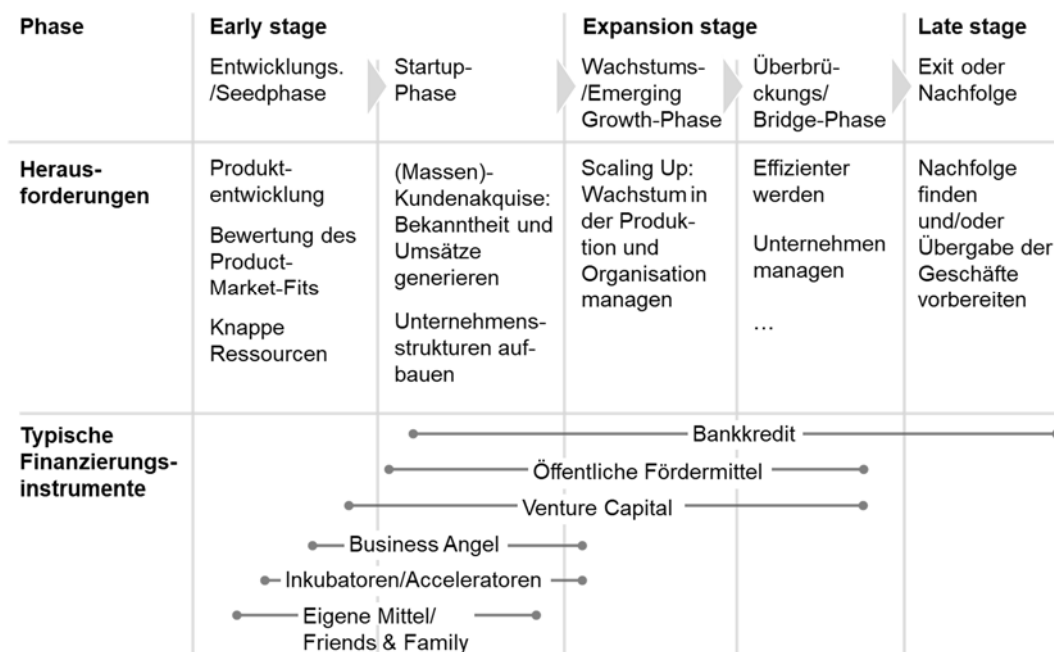 Phase
Early stage
Expansion stage
Late stage
Entwicklungs.
/Seedphase
Startup-
Phase
Wachstums-
/Emerging
Growth-Phase
Überbrü-
ckungs/
Bridge-Phase
Exit oder
Nachfolge
Heraus-
forderungen
Produkt-
entwicklung
Bewertung des
Product-
Market-Fits
Knappe
Ressourcen
(Massen)-
Kundenakquise:
Bekanntheit und
Umsätze
generieren
Unternehmens-
strukturen auf-
bauen
Scaling Up:
Wachstum in
der Produk-
tion und
Organisation
managen
Effizienter
werden
Unternehmen
managen
…
Nachfolge
finden
und/oder
Übergabe der
Geschäfte
vorbereiten
Typische
Finanzierungs-
instrumente
Bankkredit
Öffentliche Fördermittel
Venture Capital
Business Angel
Inkubatoren/Acceleratoren
Eigene Mittel/
Friends & Family